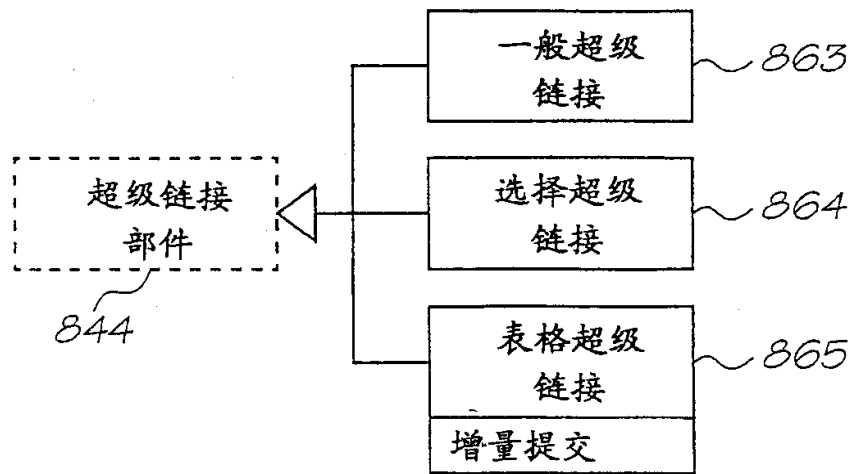 一般超级
链接
863
超级链接
部件
844
选择超级
链接
864
表格超级
链接
865
增量提交